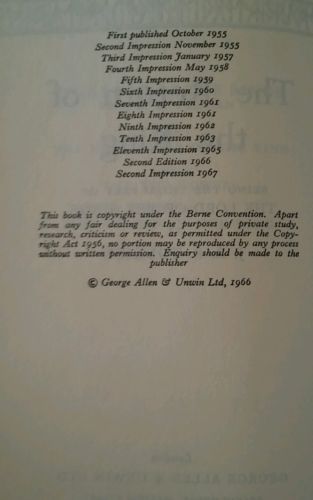 First published October 1955
Second Impression November 1955
Third Impression January 1957
Fourth Impression May 1958
Fifth Impression 1959
Sixth Impression 1960
Seventh Impression 1961
Eighth Impression 1961
Ninth Impression 1962
Tenth Impression 1963
Eleventh Impression 1965
Second Edition 1966
Second Impression 1967
This book is copyright under the Berne Convention. Apart
from any fair dealing for the purposes of private study,
research, criticism or review, as permitted under the Copy-
right Act 1956, no portion may be reproduced by any process
without written permission. Enquiry should be made to the
publisher
© George Allen & Unwin Ltd, 1966